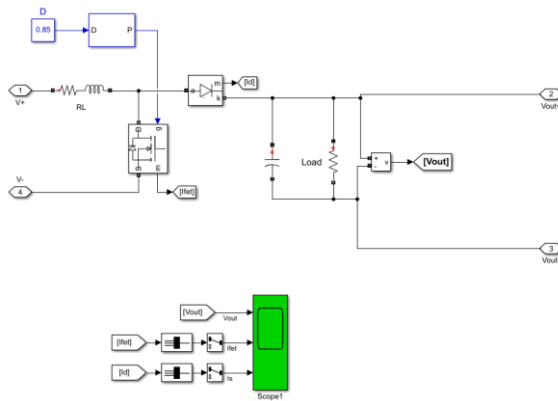 D
0.85
D
P
1
V+
RL
a
m
k
[Id]
2
Vout+
D
g
S
m
Load
+
-
v
[Vout]
V-
4
[Ifet]
3
Vout
[Vout]
Vout
[Ifet]
Ifet
[Id]
Is
Scope1